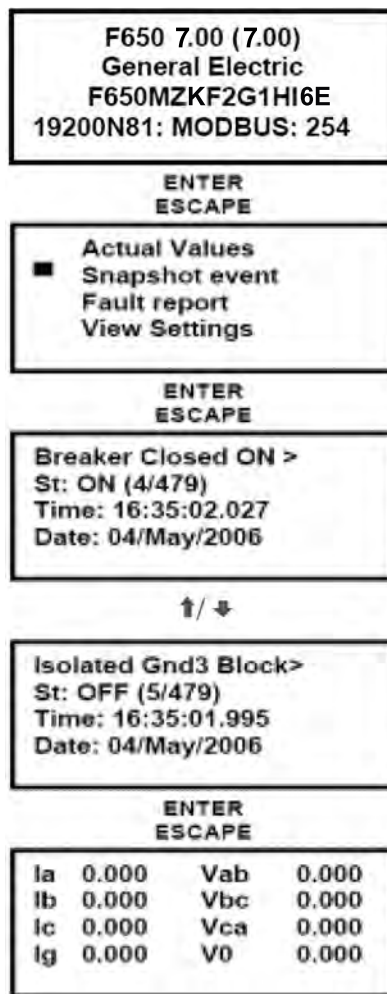 F650 7.00 (7.00)
General Electric
F650MZKF2G1HI6E
19200N81: MODBUS: 254
ENTER
ESCAPE
Actual Values
Snapshot event
Fault report
View Settings
ENTER
ESCAPE
Breaker Closed ON >
St: ON (4/479)
Time: 16:35:02.027
Date: 04/May/2006
⬆/⬇
Isolated Gnd3 Block>
St: OFF (5/479)
Time: 16:35:01.995
Date: 04/May/2006
ENTER
ESCAPE
Ia 0.000 Vab 0.000
Ib 0.000 Vbc 0.000
Ic 0.000 Vca 0.000
Ig 0.000 V0 0.000